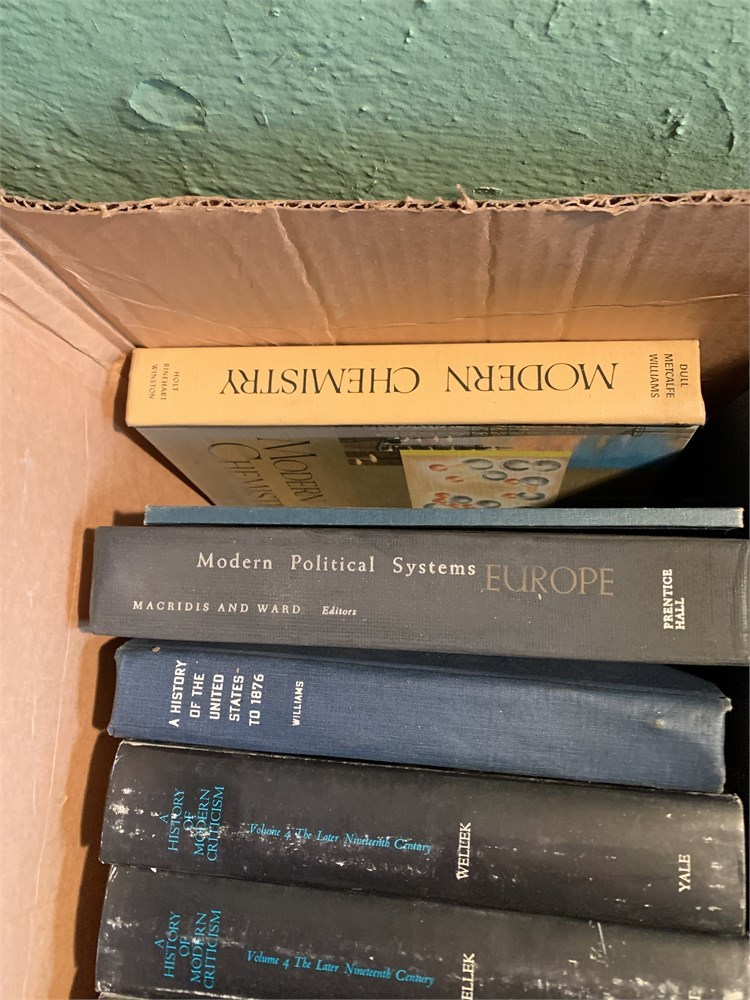 DULL
METCALFE
WILLIAMS
MODERN CHEMISTRY
HOLT
RINEHART
WINSTON
MODERN
Modern Political Systems EUROPE
MACRIDIS AND WARD Editors
PRENTICE
HALL
A HISTORY
OF THE
UNITED
STATES
TO 1876
WILLIAMS
A
HISTORY
OF
MODERN
CRITICISM
Volume 4 The Later Nineteenth Century
WELLEK
YALE
A
HISTORY
OF
MODERN
CRITICISM
Volume 4 The Later Nineteenth Century
ELLEK